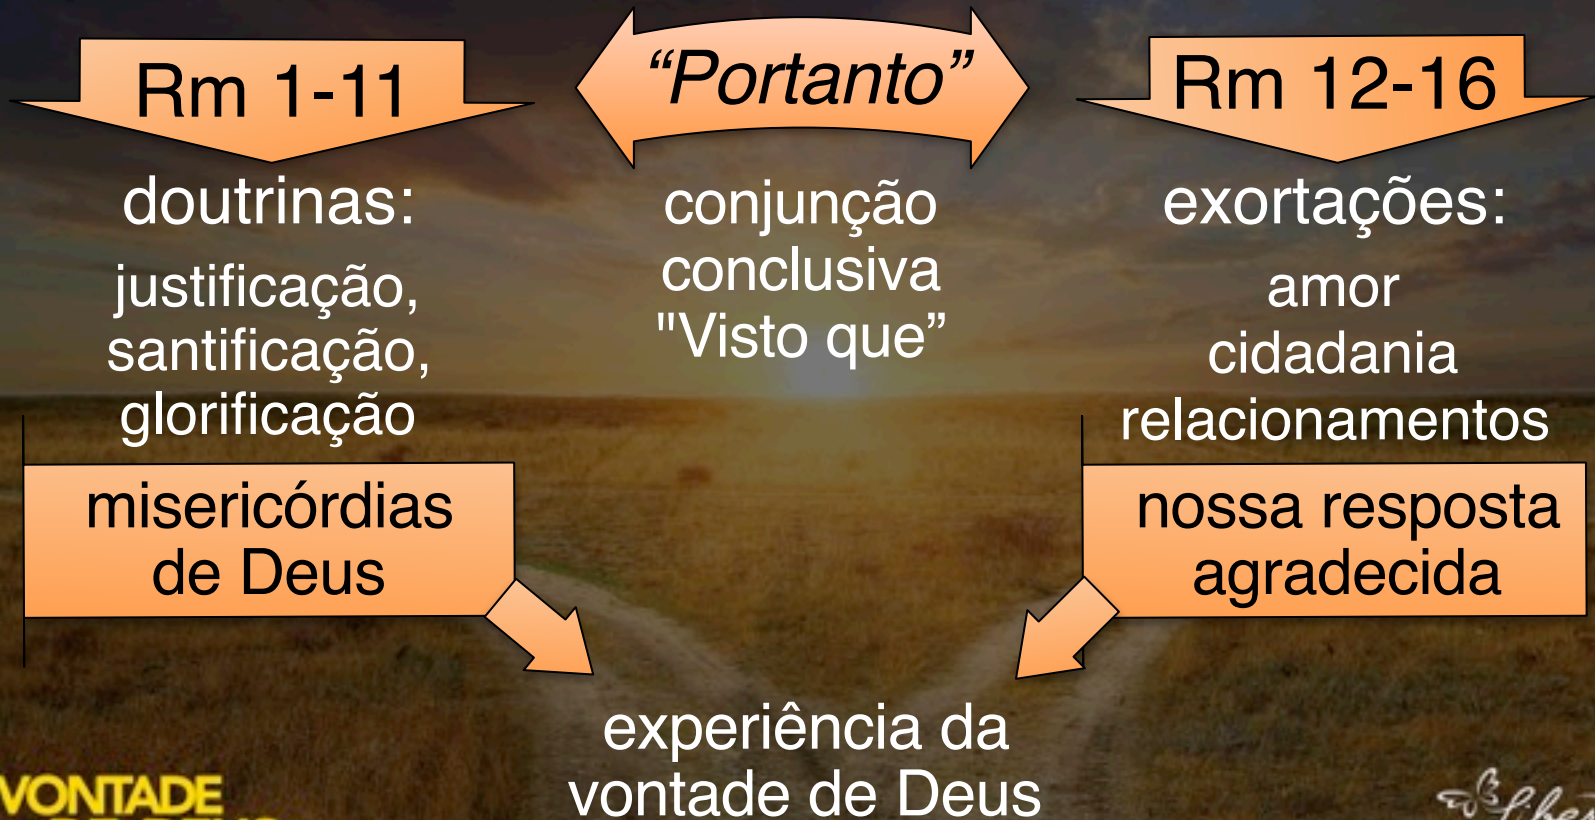 Rm 1-11
doutrinas:
justificação,
santificação,
glorificação
misericórdias
de Deus
“Portanto”
conjunção
conclusiva
"Visto que”
Rm 12-16
exortações:
amor
cidadania
relacionamentos
nossa resposta
agradecida
experiência da
vontade de Deus
VONTADE